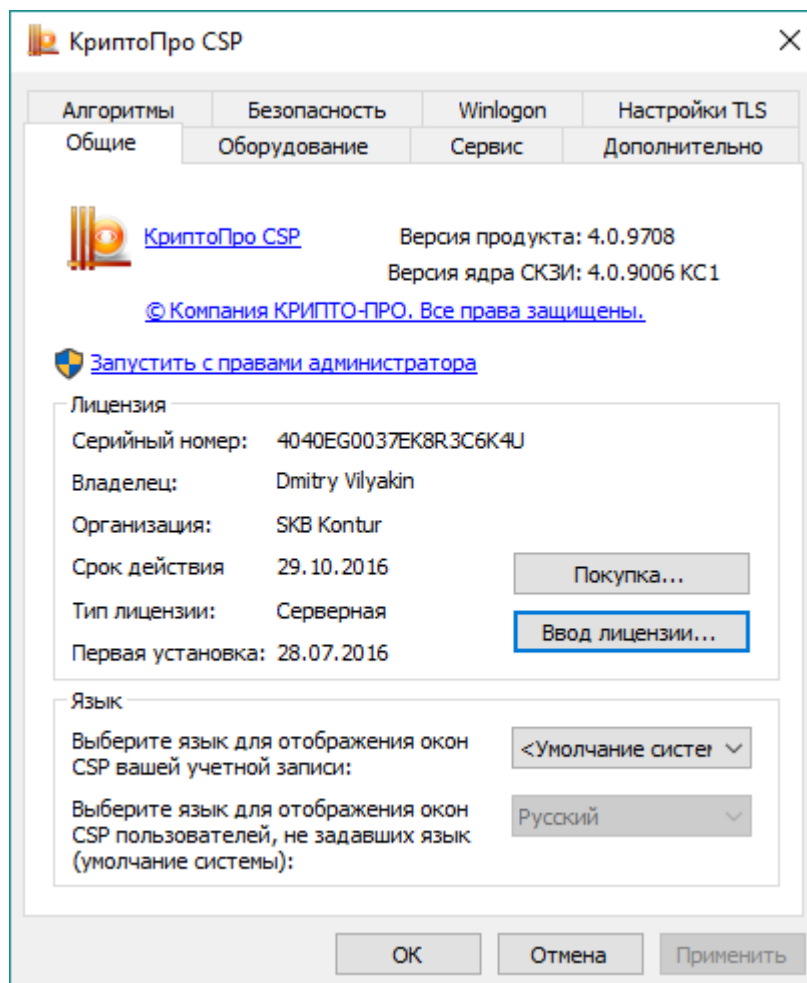 КриптоПро CSP
Алгоритмы Безопасность Winlogon Настройки TLS
Общие Оборудование Сервис Дополнительно
КриптоПро CSP Версия продукта: 4.0.9708
Версия ядра СКЗИ: 4.0.9006 КС1
© Компания КРИПТО-ПРО. Все права защищены.
Запустить с правами администратора
Лицензия
Серийный номер: 4040EG0037EK8R3C6K4U
Владелец: Dmitry Vilyakin
Организация: SKB Kontur
Срок действия 29.10.2016
Покупка...
Тип лицензии: Серверная
Ввод лицензии...
Первая установка: 28.07.2016
Язык
Выберите язык для отображения окон
CSP вашей учетной записи:
<Умолчание систем
Выберите язык для отображения окон
CSP пользователей, не задавших язык
(умолчание системы):
Русский
ОК Отмена Применить